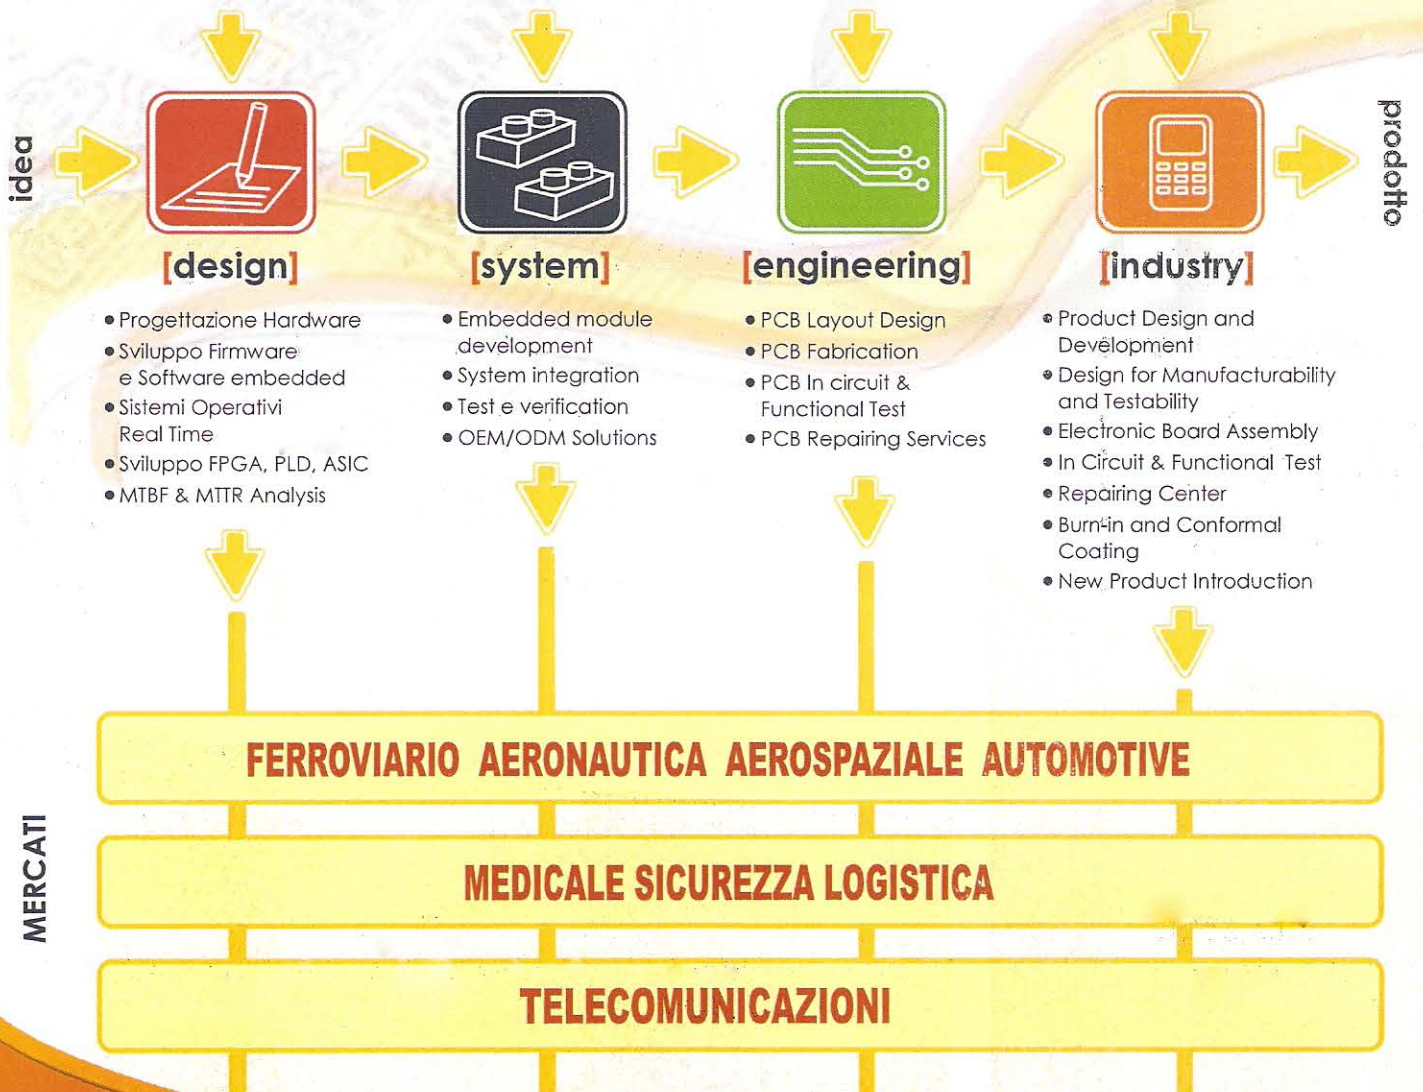 idea
prodotto
[design]
• Progettazione Hardware
• Sviluppo Firmware
e Software embedded
• Sistemi Operativi
Real Time
• Sviluppo FPGA, PLD, ASIC
• MTBF & MTTR Analysis
[system]
• Embedded module
development
• System integration
• Test e verification
• OEM/ODM Solutions
[engineering]
• PCB Layout Design
• PCB Fabrication
• PCB In circuit &
Functional Test
• PCB Repairing Services
[industry]
• Product Design and
Development
• Design for Manufacturability
and Testability
• Electronic Board Assembly
• In Circuit & Functional Test
• Repairing Center
• Burn-in and Conformal
Coating
• New Product Introduction
MERCATI
FERROVIARIO AERONAUTICA AEROSPAZIALE AUTOMOTIVE
MEDICALE SICUREZZA LOGISTICA
TELECOMUNICAZIONI